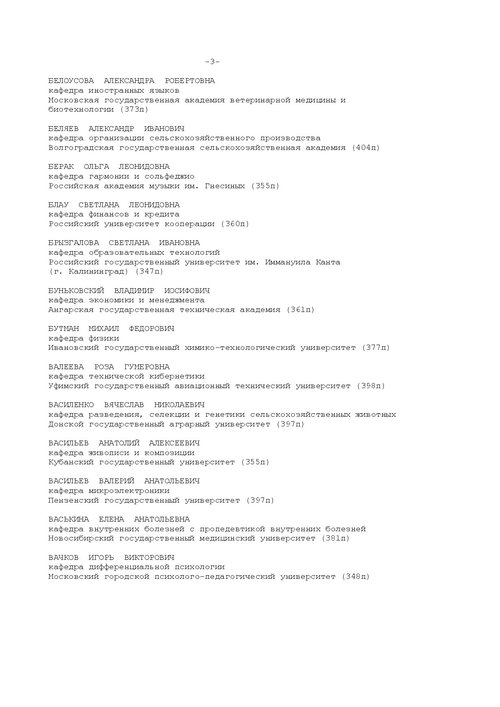 -3-
БЕЛОУСОВА АЛЕКСАНДРА РОБЕРТОВНА
кафедра иностранных языков
Московская государственная академия ветеринарной медицины и
биотехнологии (373п)
БЕЛЯЕВ АЛЕКСАНДР ИВАНОВИЧ
кафедра организации сельскохозяйственного производства
Волгоградская государственная сельскохозяйственная академия (404п)
БЕРАК ОЛЬГА ЛЕОНИДОВНА
кафедра гармонии и сольфеджио
Российская академия музыки им. Гнесиных (355п)
БЛАУ СВЕТЛАНА ЛЕОНИДОВНА
кафедра финансов и кредита
Российский университет кооперации (360п)
БРЫЗГАЛОВА СВЕТЛАНА ИВАНОВНА
кафедра образовательных технологий
Российский государственный университет им. Иммануила Канта
(г. Калининград) (347п)
БУНЬКОВСКИЙ ВЛАДИМИР ИОСИФОВИЧ
кафедра экономики и менеджмента
Ангарская государственная техническая академия (361п)
БУТМАН МИХАИЛ ФЕДОРОВИЧ
кафедра физики
Ивановский государственный химико-технологический университет (377п)
ВАЛЕЕВА РОЗА ГУМЕРОВНА
кафедра технической кибернетики
Уфимский государственный авиационный технический университет (398п)
ВАСИЛЕНКО ВЯЧЕСЛАВ НИКОЛАЕВИЧ
кафедра разведения, селекции и генетики сельскохозяйственных животных
Донской государственный аграрный университет (397п)
ВАСИЛЬЕВ АНАТОЛИЙ АЛЕКСЕЕВИЧ
кафедра живописи и композиции
Кубанский государственный университет (355п)
ВАСИЛЬЕВ ВАЛЕРИЙ АНАТОЛЬЕВИЧ
кафедра микроэлектроники
Пензенский государственный университет (397п)
ВАСЬКИНА ЕЛЕНА АНАТОЛЬЕВНА
кафедра внутренних болезней с пропедевтикой внутренних болезней
Новосибирский государственный медицинский университет (381п)
ВАЧКОВ ИГОРЬ ВИКТОРОВИЧ
кафедра дифференциальной психологии
Московский городской психолого-педагогический университет (348п)